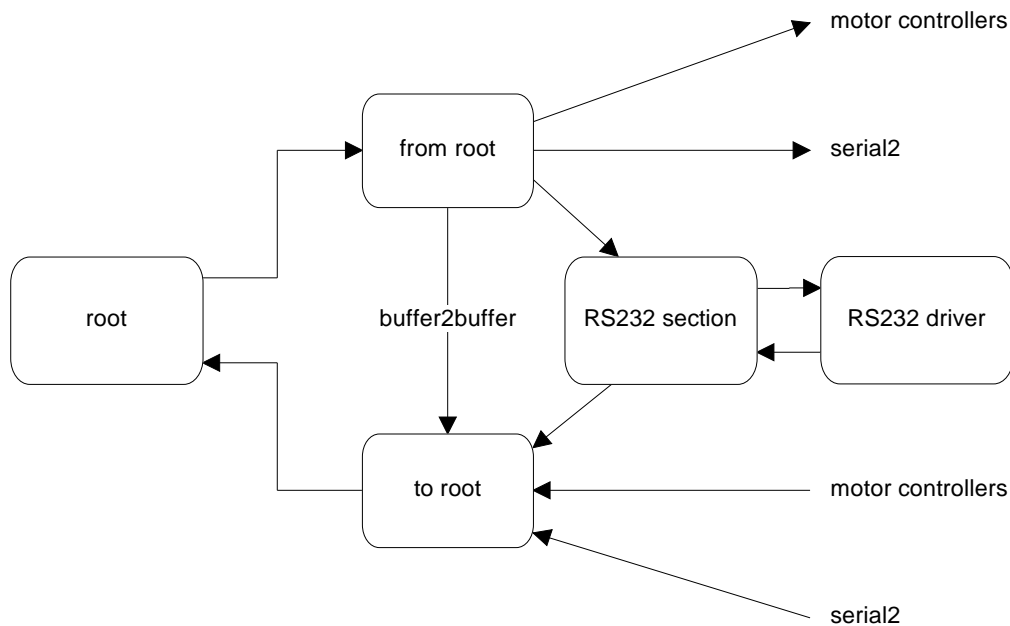 motor controllers
from root
serial2
root
buffer2buffer
RS232 section
RS232 driver
to root
motor controllers
serial2